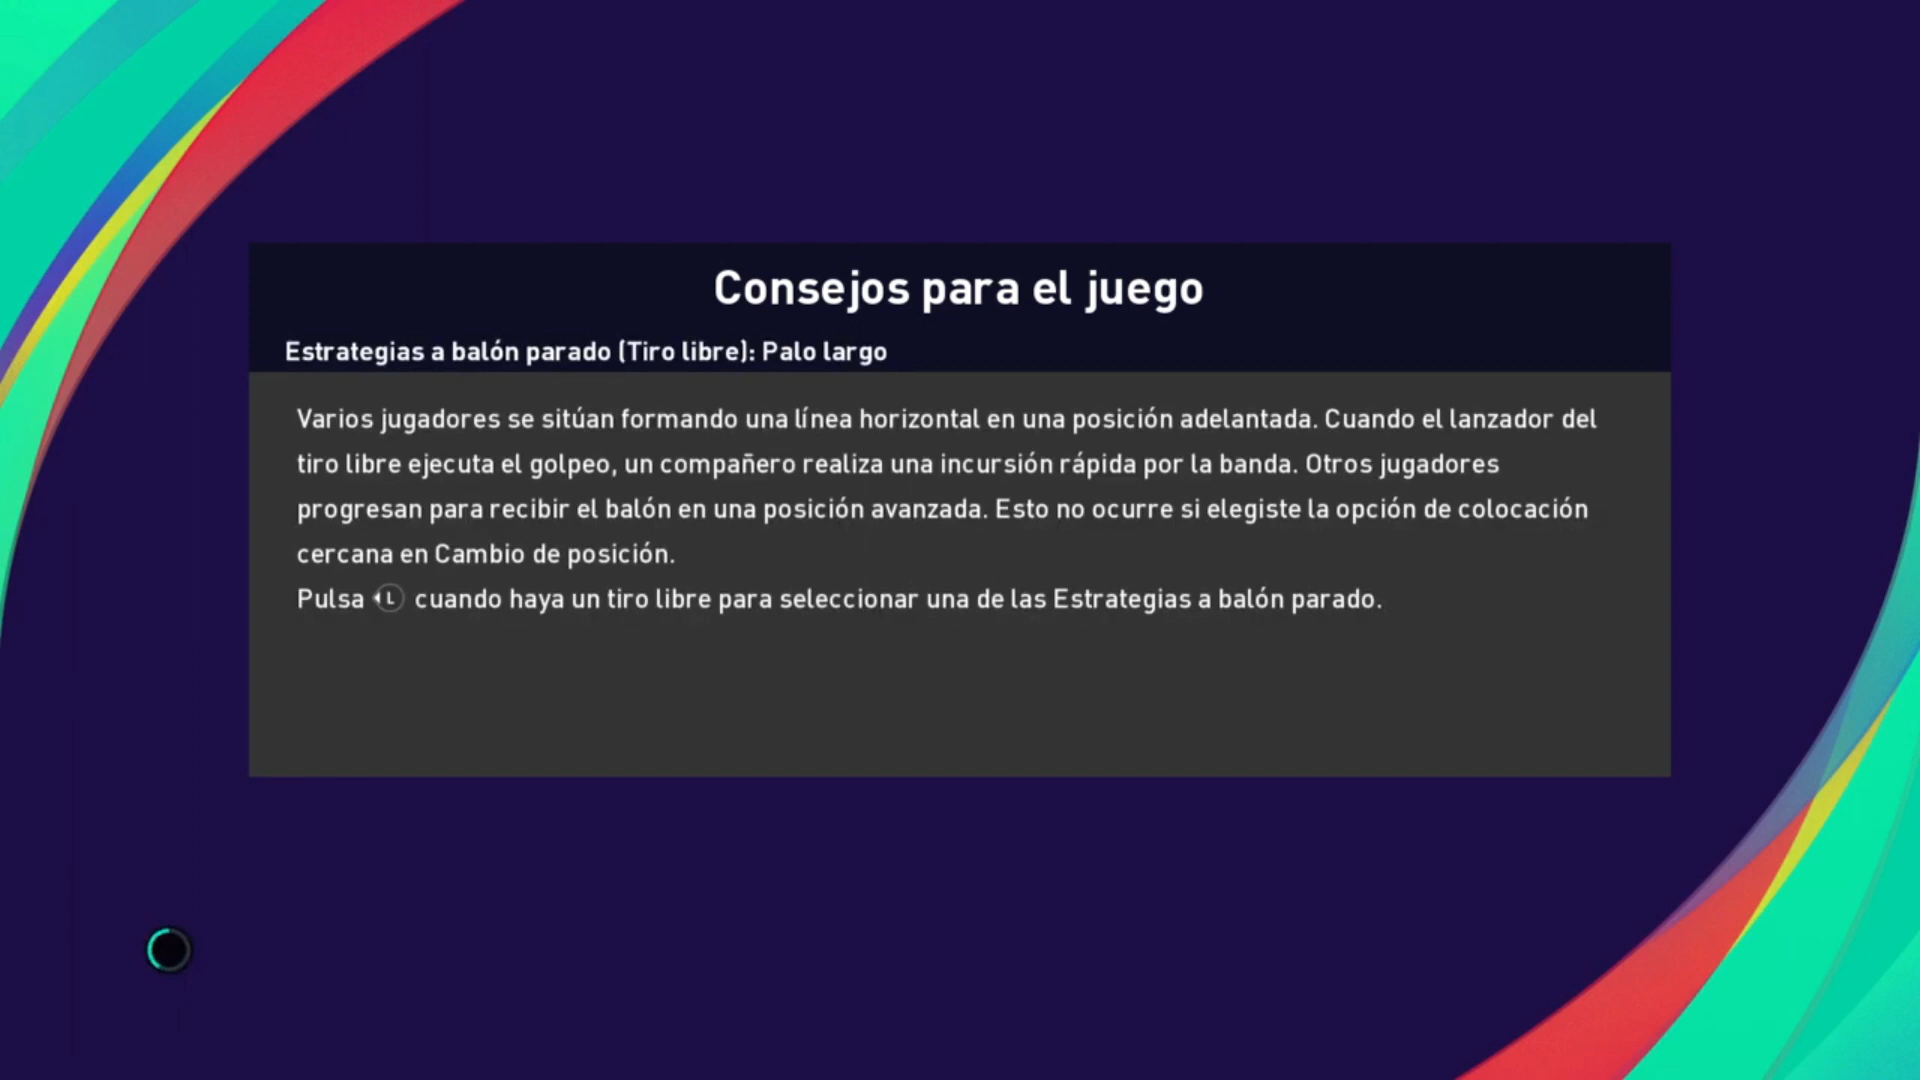 Consejos para el juego
Estrategias a balón parado (Tiro libre): Palo largo
Varios jugadores se sitúan formando una línea horizontal en una posición adelantada. Cuando el lanzador del
tiro libre ejecuta el golpeo, un compañero realiza una incursión rápida por la banda. Otros jugadores
progresan para recibir el balón en una posición avanzada. Esto no ocurre si elegiste la opción de colocación
cercana en Cambio de posición.
Pulsa L cuando haya un tiro libre para seleccionar una de las Estrategias a balón parado.